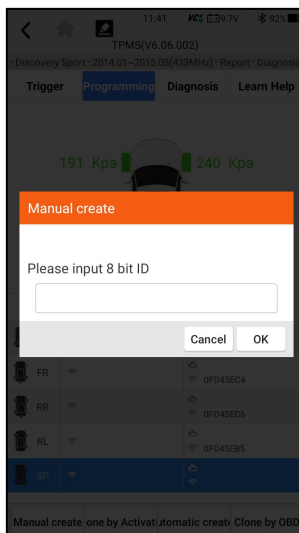 11:41 VCI 9.7V 92%
TPMS(V6.06.002)
Discovery Sport 2014.01~2015.08(433MHz) Report Diagnosis
Trigger Programming Diagnosis Learn Help
191 Kpa 240 Kpa
Manual create
Please input 8 bit ID
Cancel OK
FR 0FD45EC4
RR 0FD45EC6
RL 0FD45EB5
SP
Manual create one by Activat utomatic creat Clone by OBD